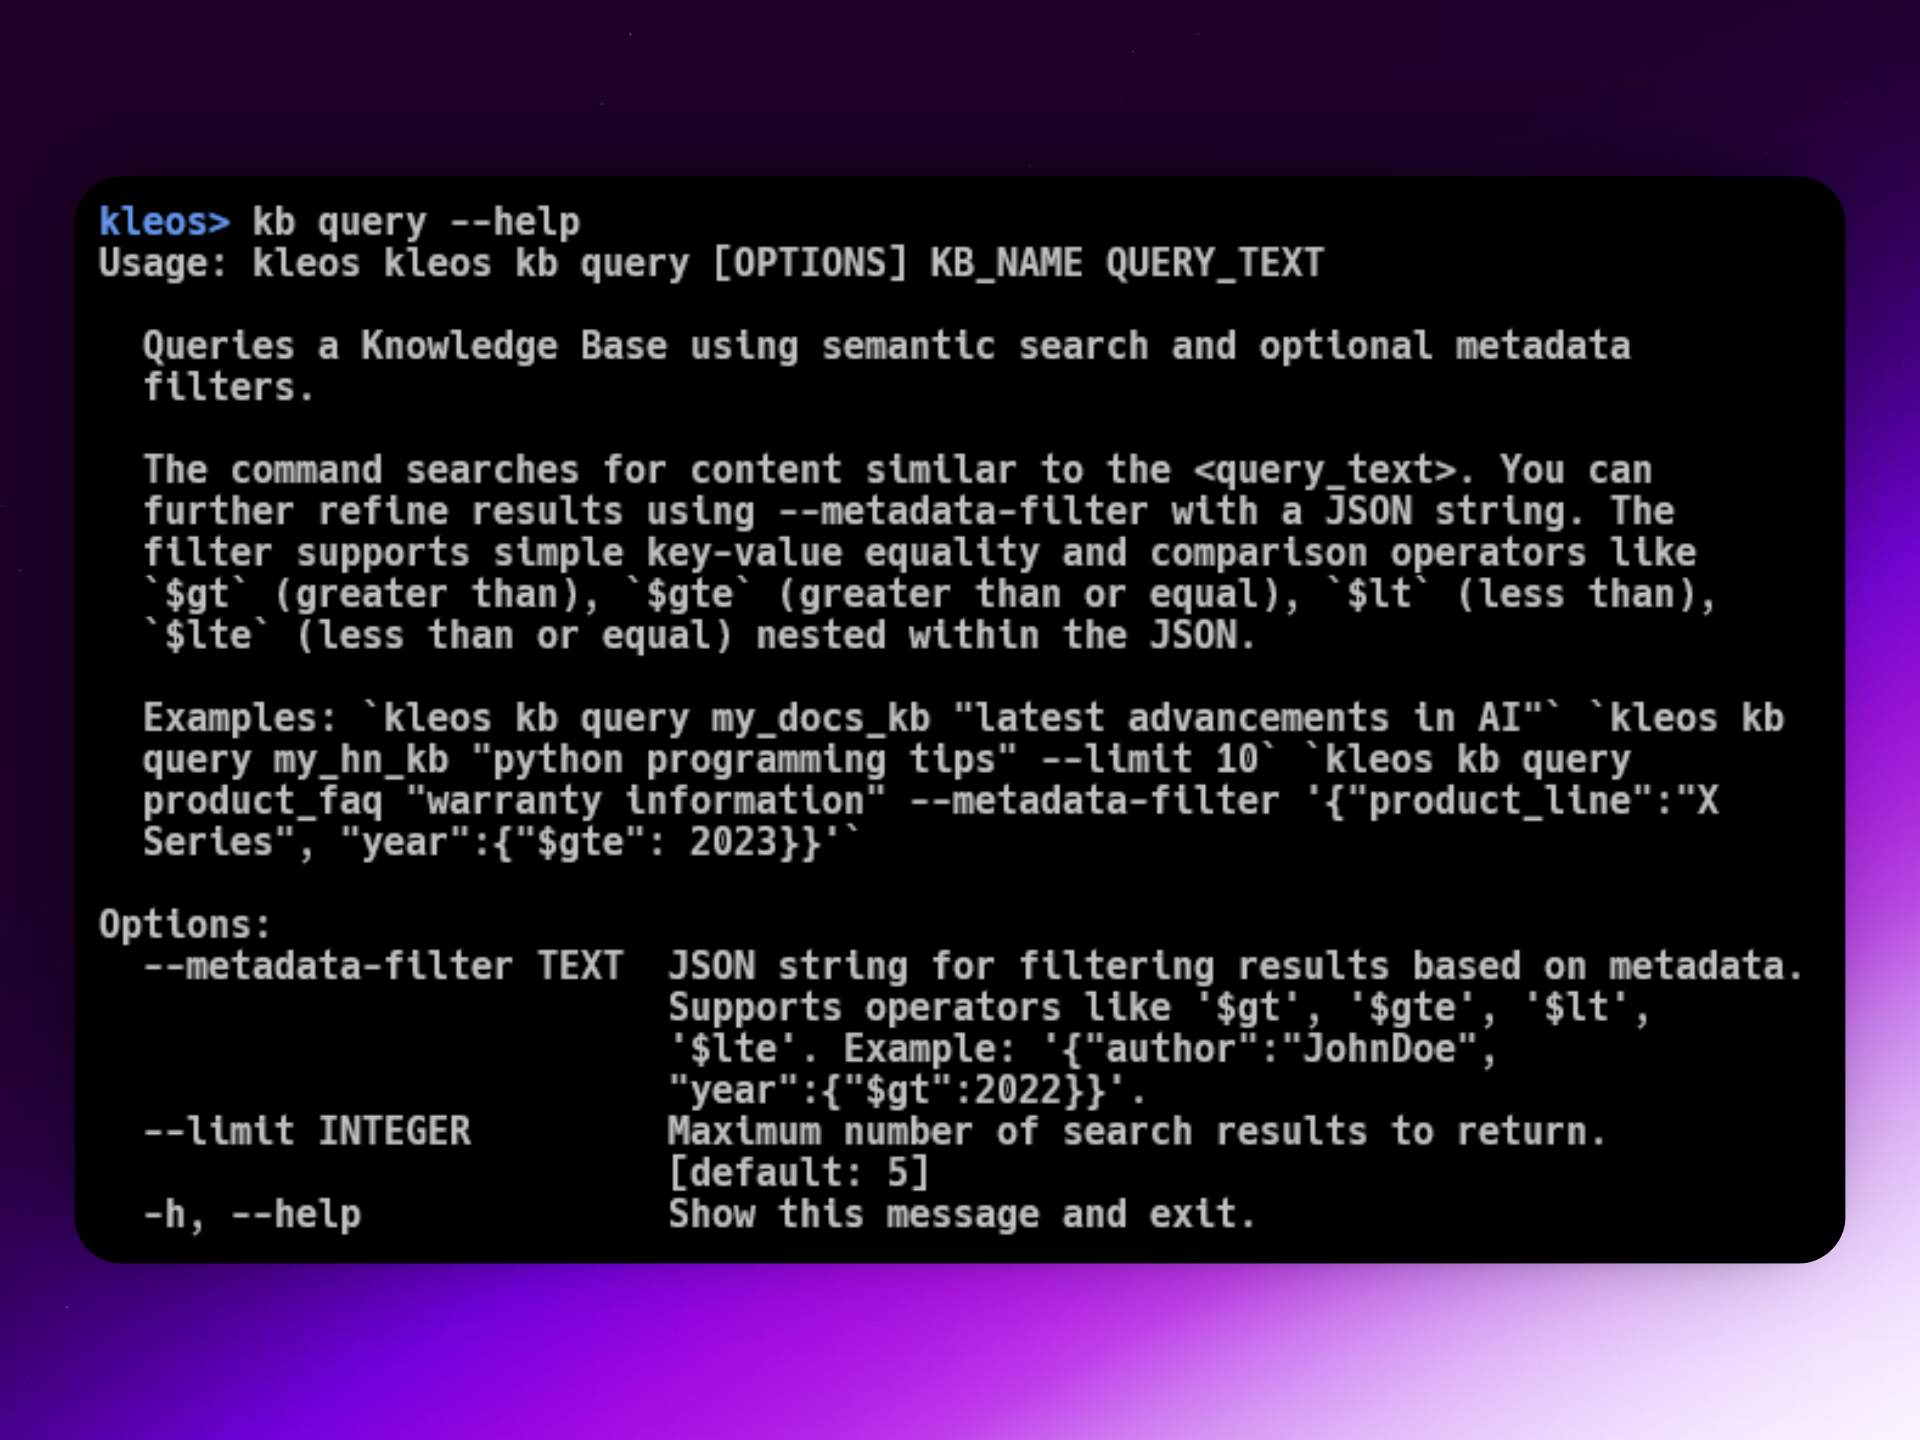 kleos> kb query --help
Usage: kleos kleos kb query [OPTIONS] KB_NAME QUERY_TEXT
Queries a Knowledge Base using semantic search and optional metadata
filters.
The command searches for content similar to the <query_text>. You can
further refine results using --metadata-filter with a JSON string. The
filter supports simple key-value equality and comparison operators like
`$gt` (greater than), `$gte` (greater than or equal), `$lt` (less than),
`$lte` (less than or equal) nested within the JSON.
Examples: `kleos kb query my_docs_kb "latest advancements in AI"` `kleos kb
query my_hn_kb "python programming tips" --limit 10` `kleos kb query
product_faq "warranty information" --metadata-filter '{"product_line":"X
Series", "year":{"$gte": 2023}}'`
Options:
--metadata-filter TEXT  JSON string for filtering results based on metadata.
Supports operators like '$gt', '$gte', '$lt',
'$lte'. Example: '{"author":"JohnDoe",
"year":{"$gt":2022}}'.
--limit INTEGER         Maximum number of search results to return.
[default: 5]
-h, --help              Show this message and exit.